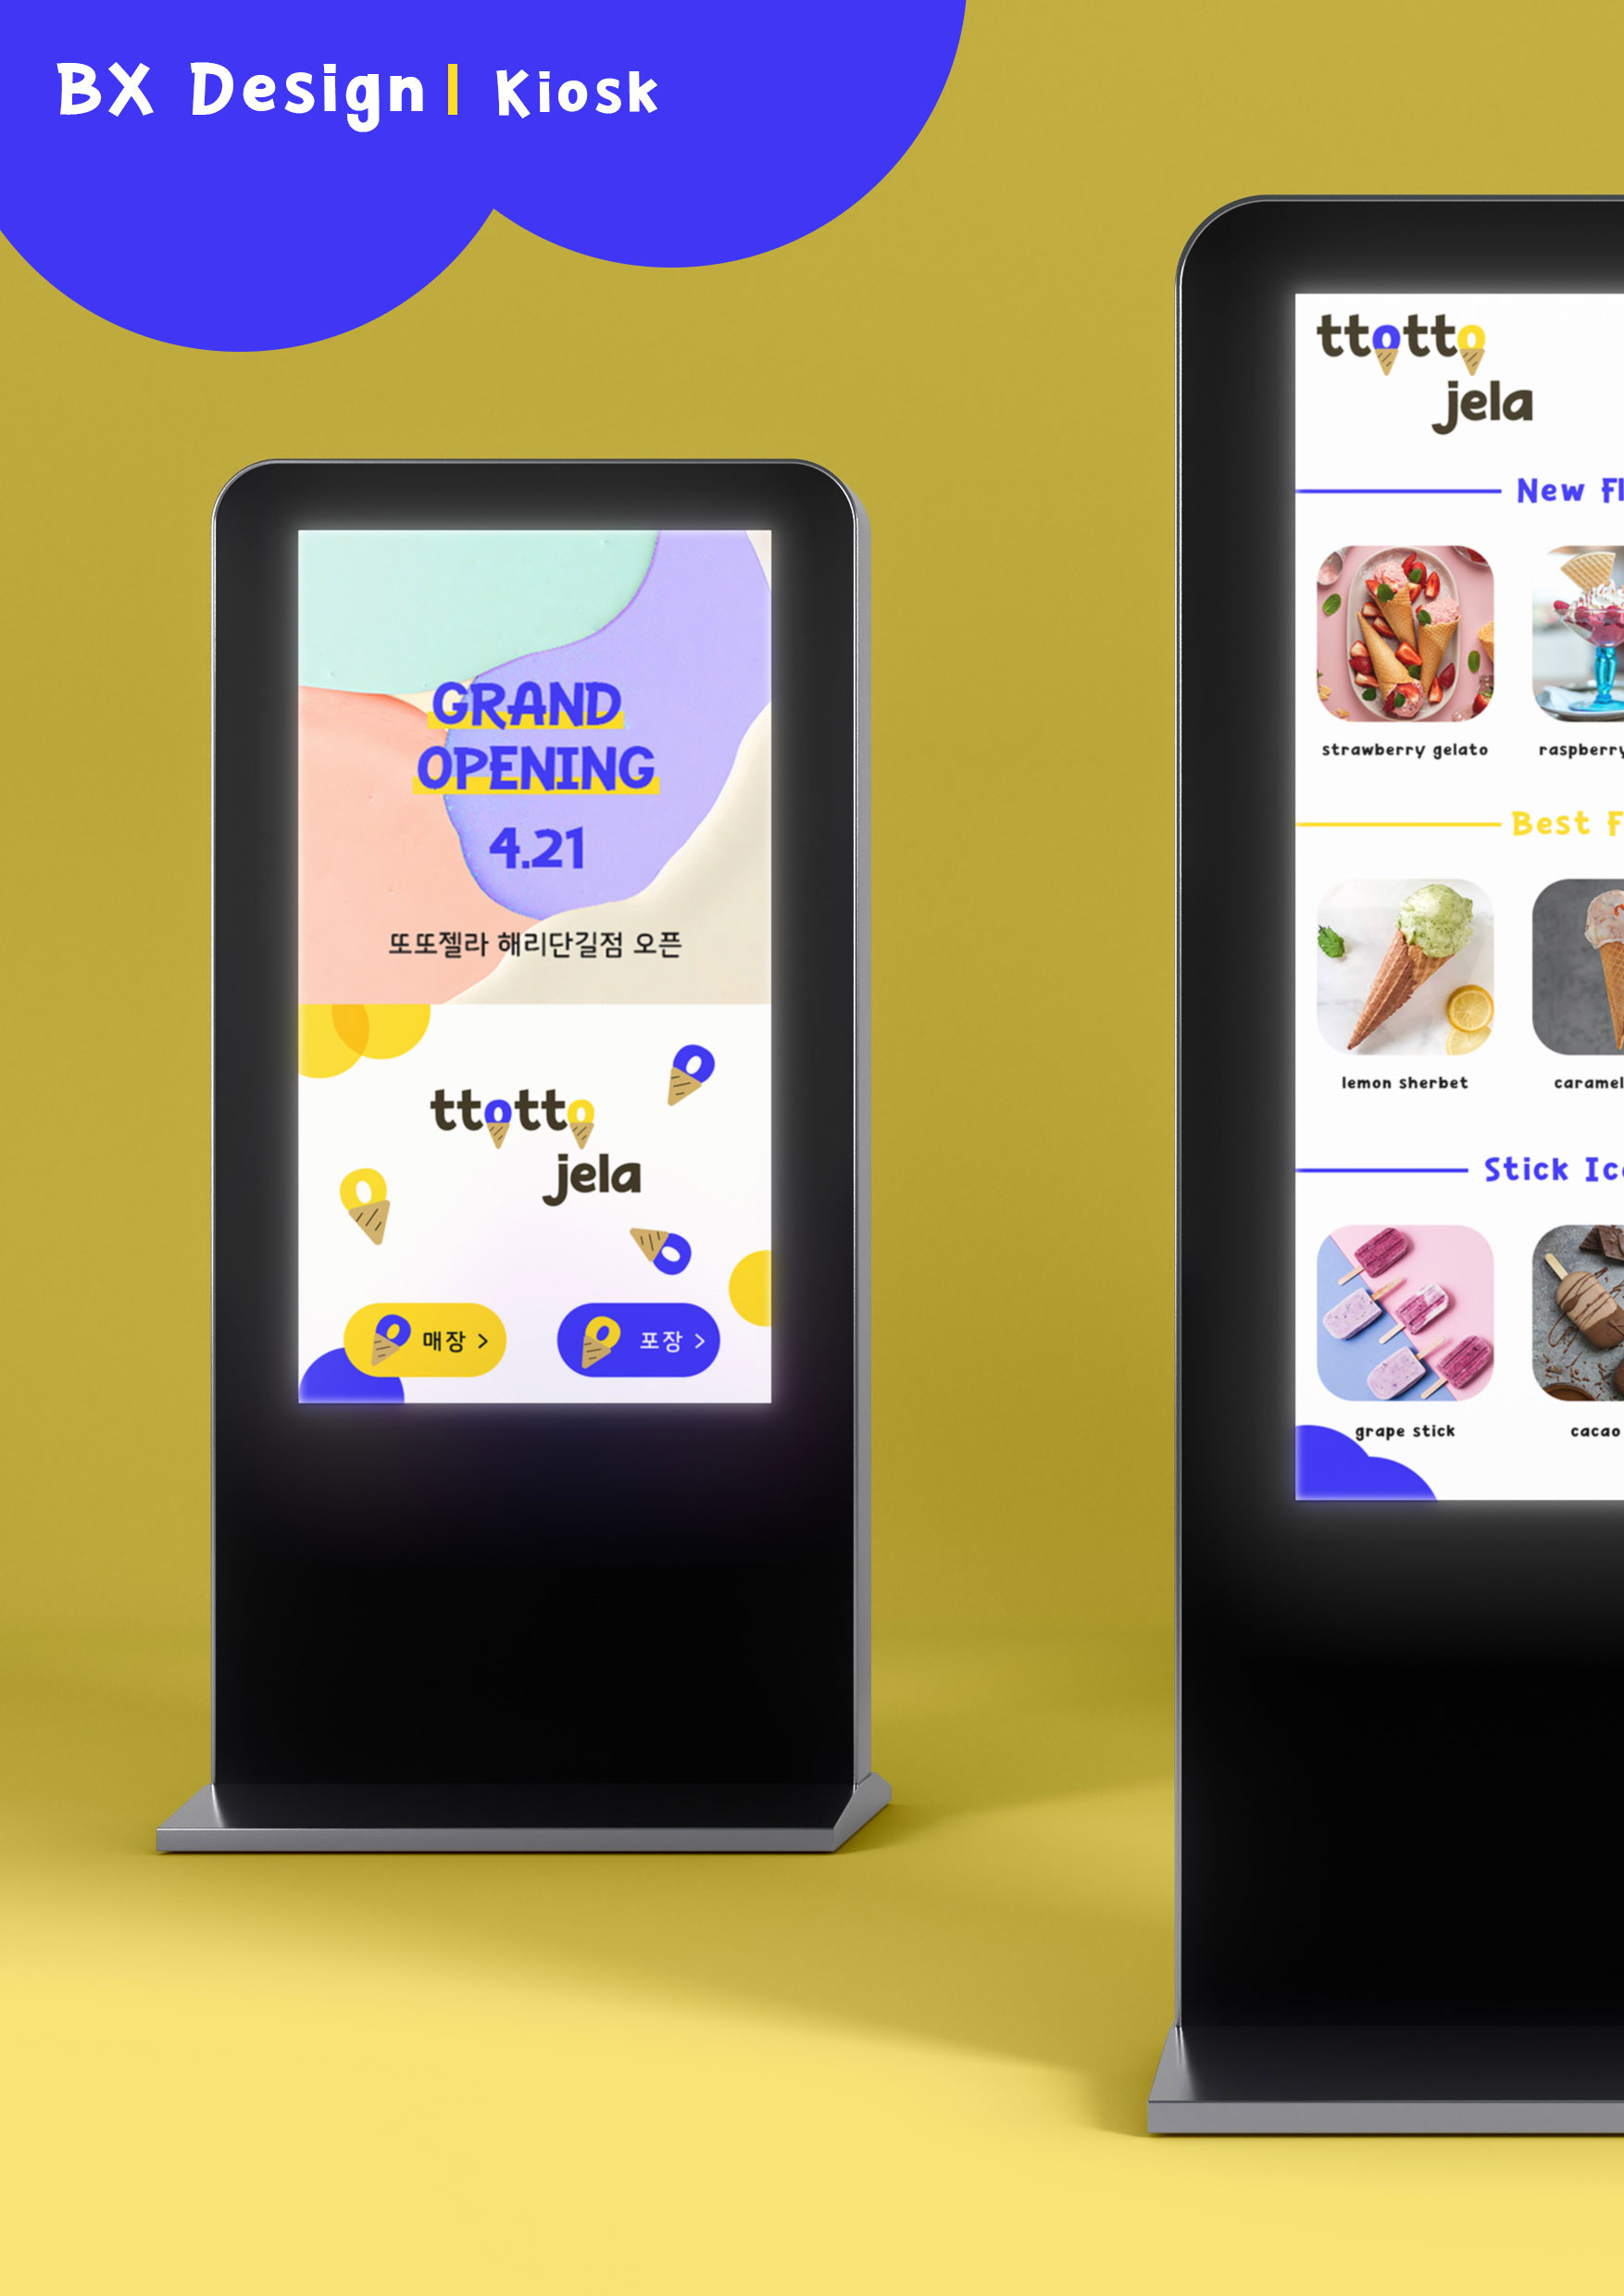 BX Design | Kiosk
GRAND
OPENING
4.21
또또젤라 해리단길점 오픈
ttotto
jela
매장 >
포장 >
ttotto
jela
New Fl
strawberry gelato
raspberry
Best F
lemon sherbet
caramel
Stick Ic
grape stick
cacao